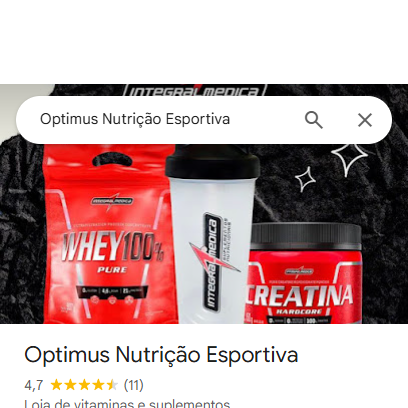 INTEGRALMEDICA
Optimus Nutrição Esportiva
INTEGRALMEDICA
WHEY100%
PURE
INTEGRALMEDICA
INTEGRALMEDICA
CREATINA
HARDCORE
Optimus Nutrição Esportiva
4,7 (11)
Loja de vitaminas e suplementos